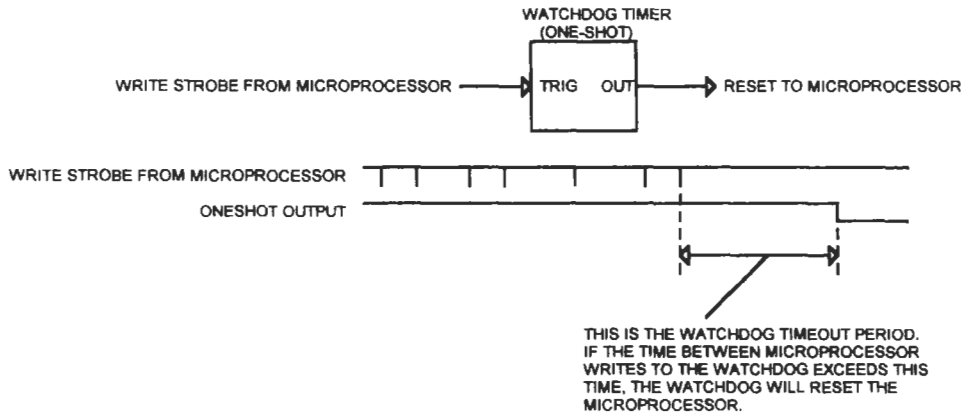 WATCHDOG TIMER
(ONE-SHOT)
WRITE STROBE FROM MICROPROCESSOR
TRIG OUT
RESET TO MICROPROCESSOR
WRITE STROBE FROM MICROPROCESSOR
ONESHOT OUTPUT
THIS IS THE WATCHDOG TIMEOUT PERIOD.
IF THE TIME BETWEEN MICROPROCESSOR
WRITES TO THE WATCHDOG EXCEEDS THIS
TIME, THE WATCHDOG WILL RESET THE
MICROPROCESSOR.